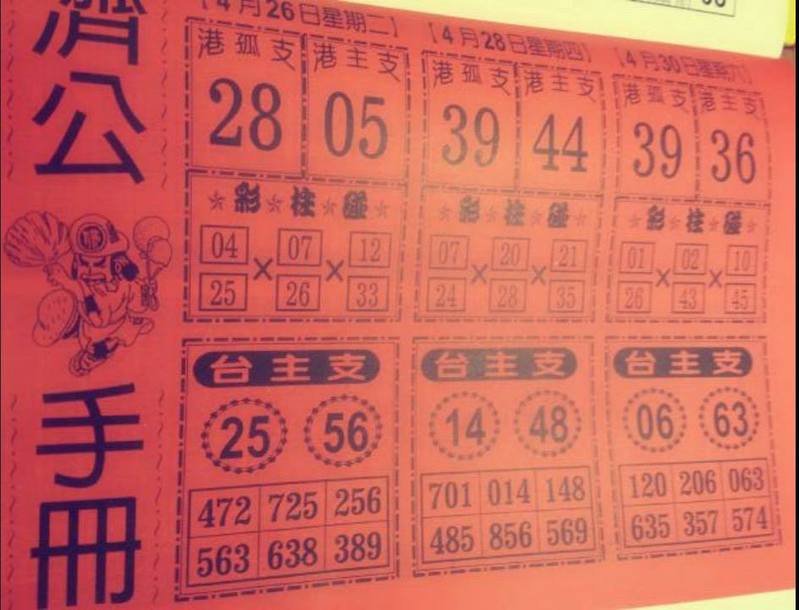 濟公
手冊
【4月26日星期二】
港孤支 港主支
28 05
☆彩☆柱☆碰☆
04 07 12
× ×
25 26 33
台主支
25 56
472 725 256
563 638 389
【4月28日星期四】
港孤支 港主支
39 44
☆彩☆柱☆碰☆
07 20 21
× ×
24 28 35
台主支
14 48
701 014 148
485 856 569
【4月30日星期六】
港孤支 港主支
39 36
☆彩☆柱☆碰☆
01 02 10
× ×
26 43 45
台主支
06 63
120 206 063
635 357 574